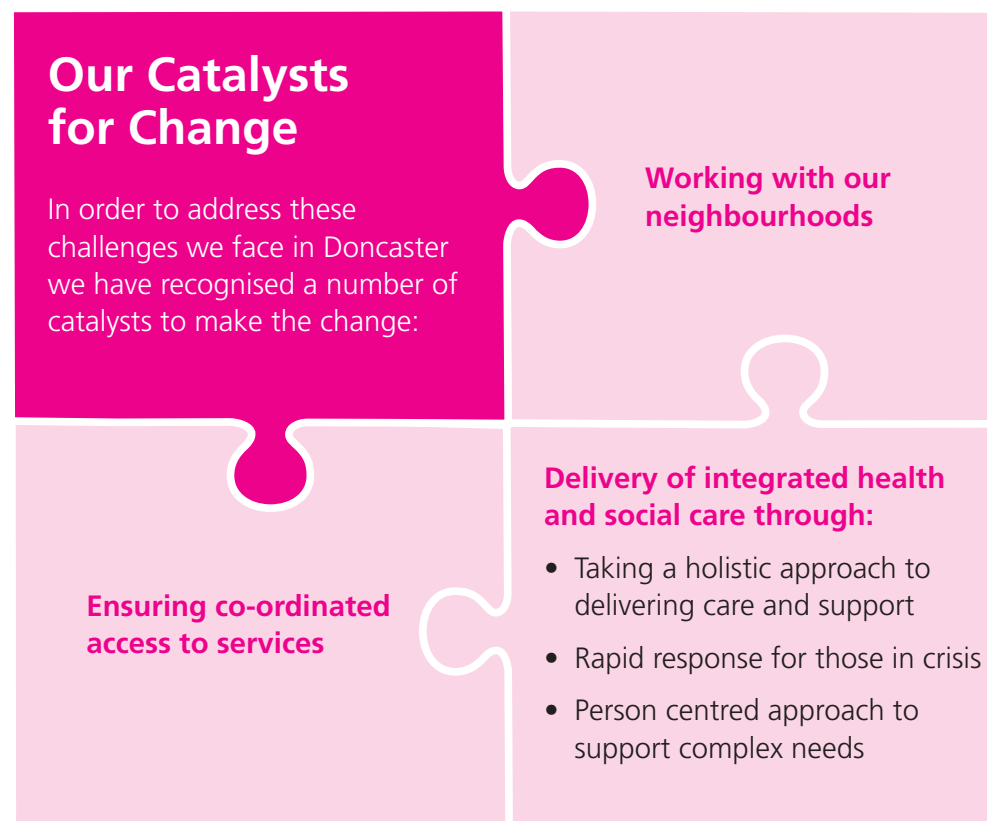 Our Catalysts
for Change
In order to address these
challenges we face in Doncaster
we have recognised a number of
catalysts to make the change:
Working with our
neighbourhoods
Ensuring co-ordinated
access to services
Delivery of integrated health
and social care through:
• Taking a holistic approach to
delivering care and support
• Rapid response for those in crisis
• Person centred approach to
support complex needs